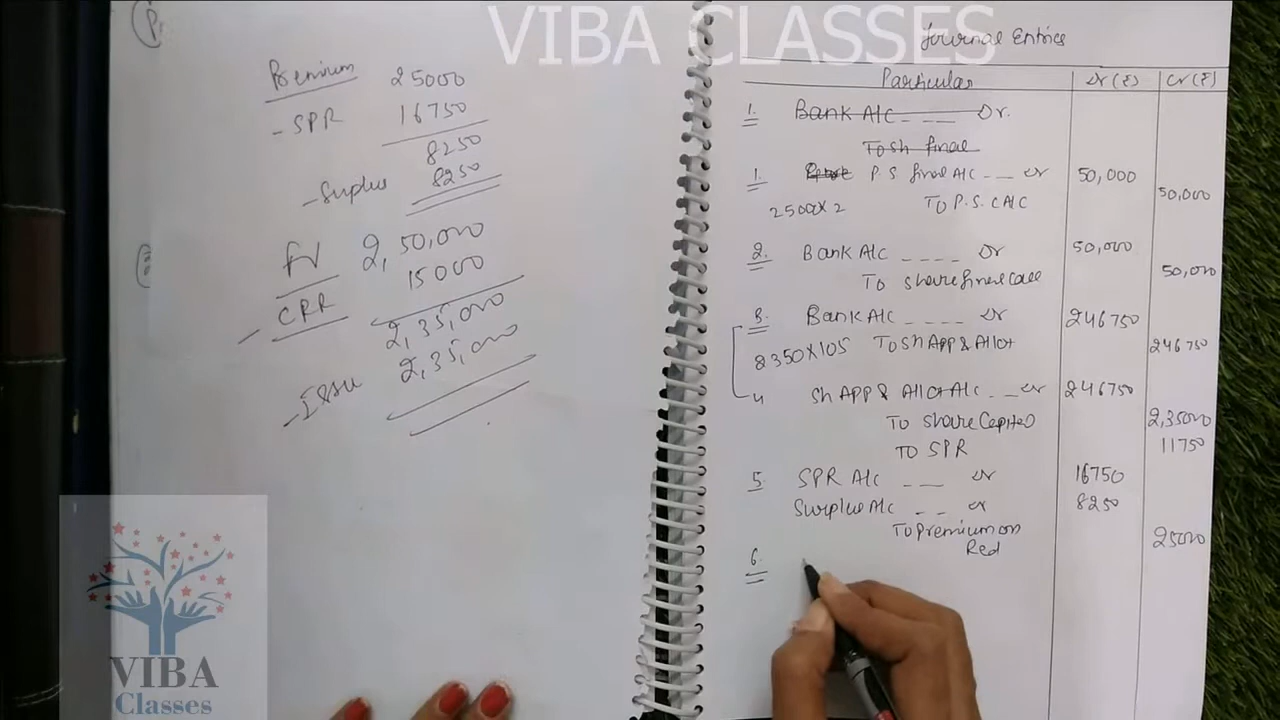 VIBA CLASSES
Premium 25000
- SPR 16750
8250
- Surplus 8250
FV 2,50,000
- CRR 15000
2,35,000
- Issue 2,35,000
Journal Entries
Particular Dr (₹) Cr (₹)
1. Bank A/c - - - Dr.
To sh final
1. P.S final A/c - - Dr 50,000
2500x2 To P.S. C A/C 50,000
2. Bank A/c - - - - Dr 50,000
To share final call 50,000
3. Bank A/c - - - - Dr 246750
2350x105 To Sh App & Allot 246750
4 Sh App & Allot A/c - - Dr 246750
To share Capital 2,35000
To SPR 11750
5. SPR A/c - - Dr 16750
Surplus A/c - - Dr 8250
To Premium on 25000
Red
6.
VIBA
Classes